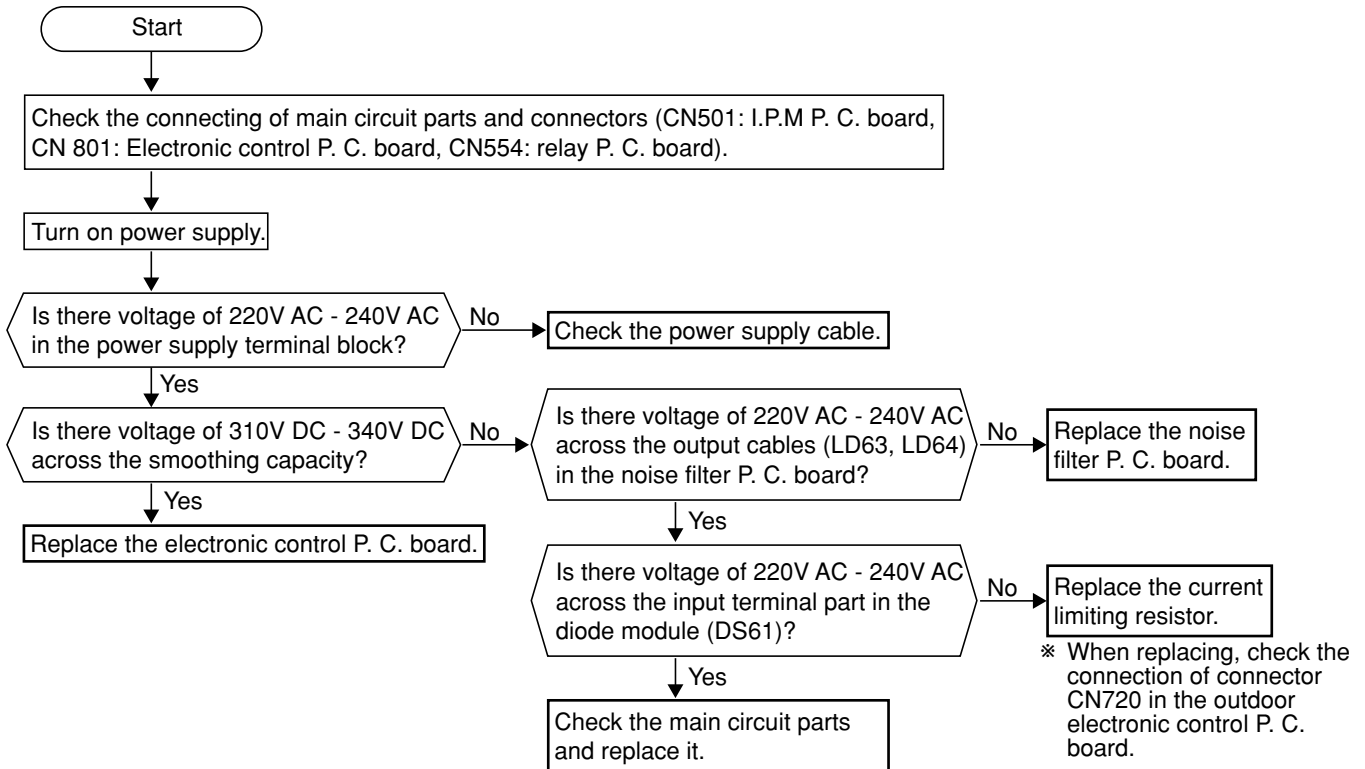 Start
Check the connecting of main circuit parts and connectors (CN501: I.P.M P. C. board,
CN 801: Electronic control P. C. board, CN554: relay P. C. board).
Turn on power supply.
Is there voltage of 220V AC - 240V AC
in the power supply terminal block?
No
Check the power supply cable.
Yes
Is there voltage of 310V DC - 340V DC
across the smoothing capacity?
No
Is there voltage of 220V AC - 240V AC
across the output cables (LD63, LD64)
in the noise filter P. C. board?
No
Replace the noise
filter P. C. board.
Yes
Replace the electronic control P. C. board.
Yes
Is there voltage of 220V AC - 240V AC
across the input terminal part in the
diode module (DS61)?
No
Replace the current
limiting resistor.
※ When replacing, check the
connection of connector
CN720 in the outdoor
electronic control P. C.
board.
Yes
Check the main circuit parts
and replace it.